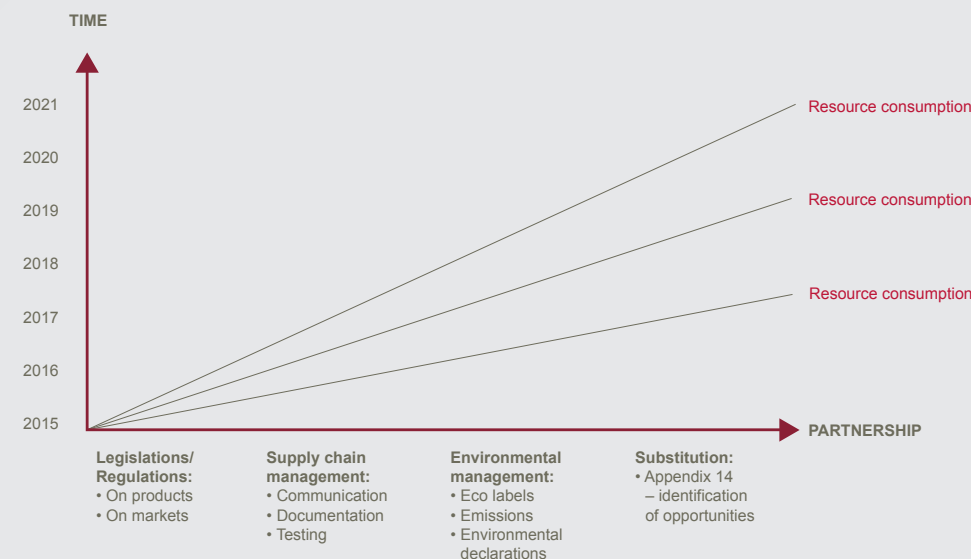 TIME
2021
2020
2019
2018
2017
2016
2015
Resource consumption
Resource consumption
Resource consumption
PARTNERSHIP
Legislations/
Regulations:
• On products
• On markets
Supply chain
management:
• Communication
• Documentation
• Testing
Environmental
management:
• Eco labels
• Emissions
• Environmental
declarations
Substitution:
• Appendix 14
– identification
of opportunities